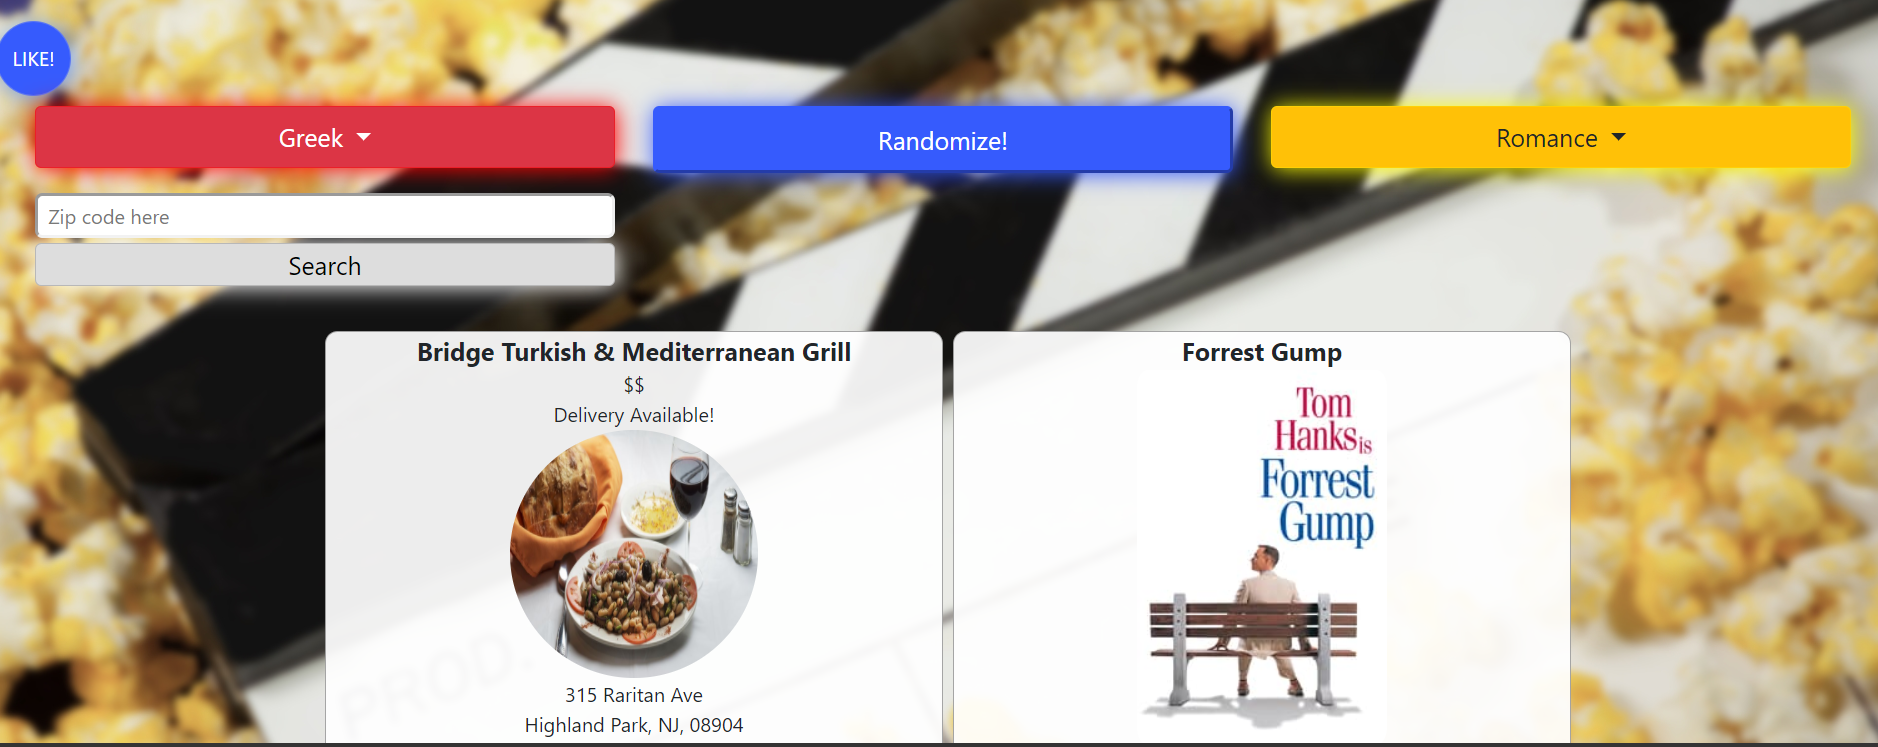 LIKE!
Greek
Randomize!
Romance
Zip code here
Search
Bridge Turkish & Mediterranean Grill
$$
Delivery Available!
315 Raritan Ave
Highland Park, NJ, 08904
Forrest Gump
Tom
Hanks is
Forrest
Gump
PROD.